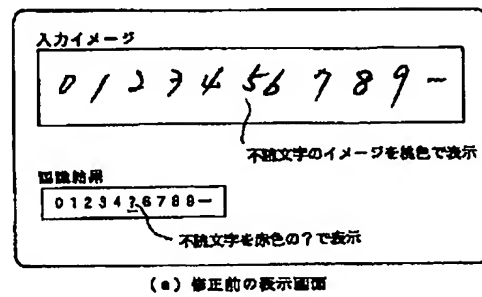 入力イメージ
0 1 2 3 4 5 6 7 8 9 ー
不読文字のイメージを桃色で表示
認識結果
0 1 2 3 4 ? 6 7 8 9 ー
不読文字を赤色の?で表示
(a) 修正前の表示画面